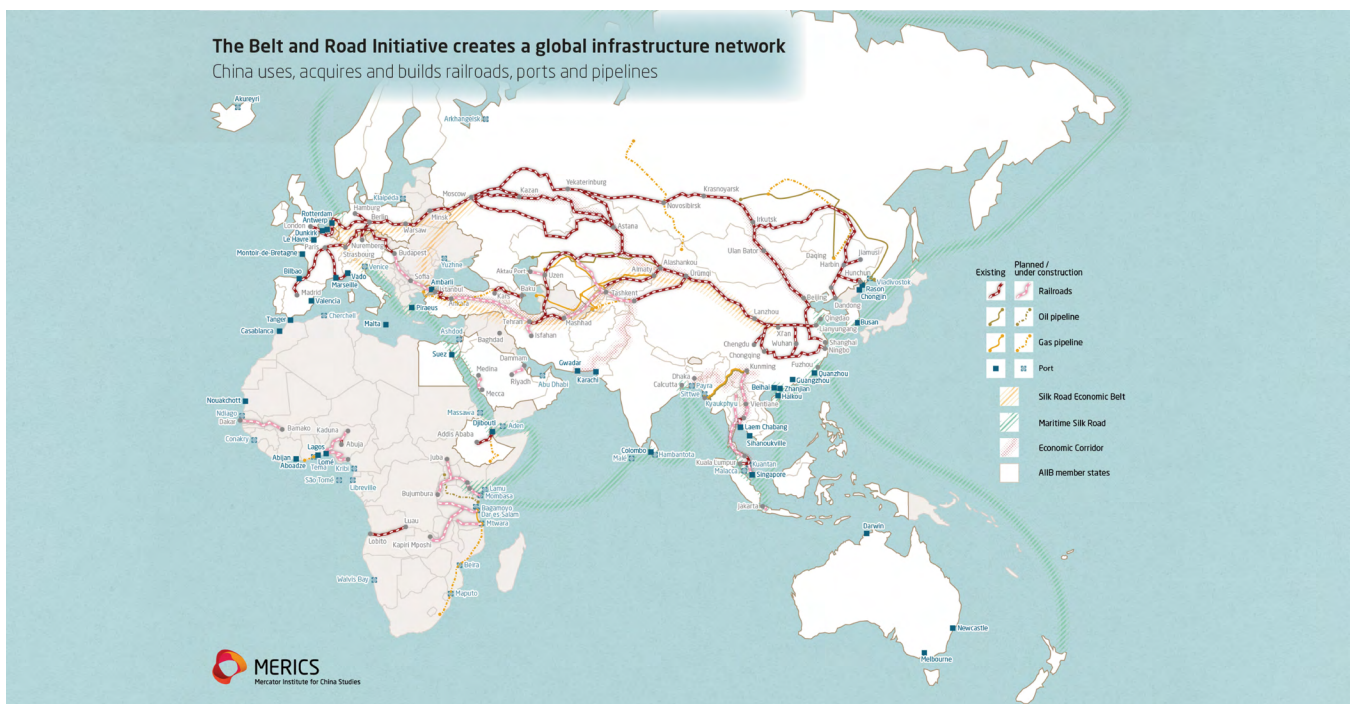 The Belt and Road Initiative creates a global infrastructure network
China uses, acquires and builds railroads, ports and pipelines
Akureyri
Arkhangelsk
Klaipėda
Moscow
Kazan
Yekaterinburg
Krasnoyarsk
Novosibirsk
Irkutsk
Astana
Ulan Bator
Rotterdam
Antwerp
London
Dunkirk
Le Havre
Paris
Hamburg
Berlin
Minsk
Warsaw
Nuremberg
Strasbourg
Budapest
Montoir-de-Bretagne
Venice
Yuzhne
Bilbao
Vado
Marseille
Madrid
Valencia
Sofia
Ambarli
Istanbul
Ankara
Kars
Baku
Aktau Port
Uzen
Almaty
Alashankou
Ürümqi
Tashkent
Daqing
Harbin
Jiamusi
Hunchun
Vladivostok
Rason
Chongjin
Beijing
Dandong
Lanzhou
Qingdao
Lianyungang
Busan
Tanger
Casablanca
Cherchell
Malta
Piraeus
Ashdod
Suez
Baghdad
Tehran
Mashhad
Isfahan
Xi'an
Wuhan
Chengdu
Chongqing
Shanghai
Ningbo
Fuzhou
Quanzhou
Guangzhou
Kunming
Beihai
Zhanjian
Haikou
Dammam
Medina
Riyadh
Mecca
Abu Dhabi
Gwadar
Karachi
Dhaka
Calcutta
Payra
Sittwe
Kyaukphyu
Vientiane
Laem Chabang
Sihanoukville
Nouakchott
Ndiago
Dakar
Bamako
Conakry
Kaduna
Abuja
Lagos
Lomé
Tema
Abijan
Aboadze
Kribi
São Tomé
Libreville
Massawa
Djibouti
Aden
Addis Ababa
Juba
Bujumbura
Lamu
Mombasa
Bagamoyo
Dar es Salam
Mtwara
Colombo
Hambantota
Malé
Kuala Lumpur
Kuantan
Malacca
Singapore
Jakarta
Luau
Lobito
Kapiri Mposhi
Walvis Bay
Beira
Maputo
Darwin
Newcastle
Melbourne
Existing
Planned /
under construction
Railroads
Oil pipeline
Gas pipeline
Port
Silk Road Economic Belt
Maritime Silk Road
Economic Corridor
AIIB member states
MERICS
Mercator Institute for China Studies